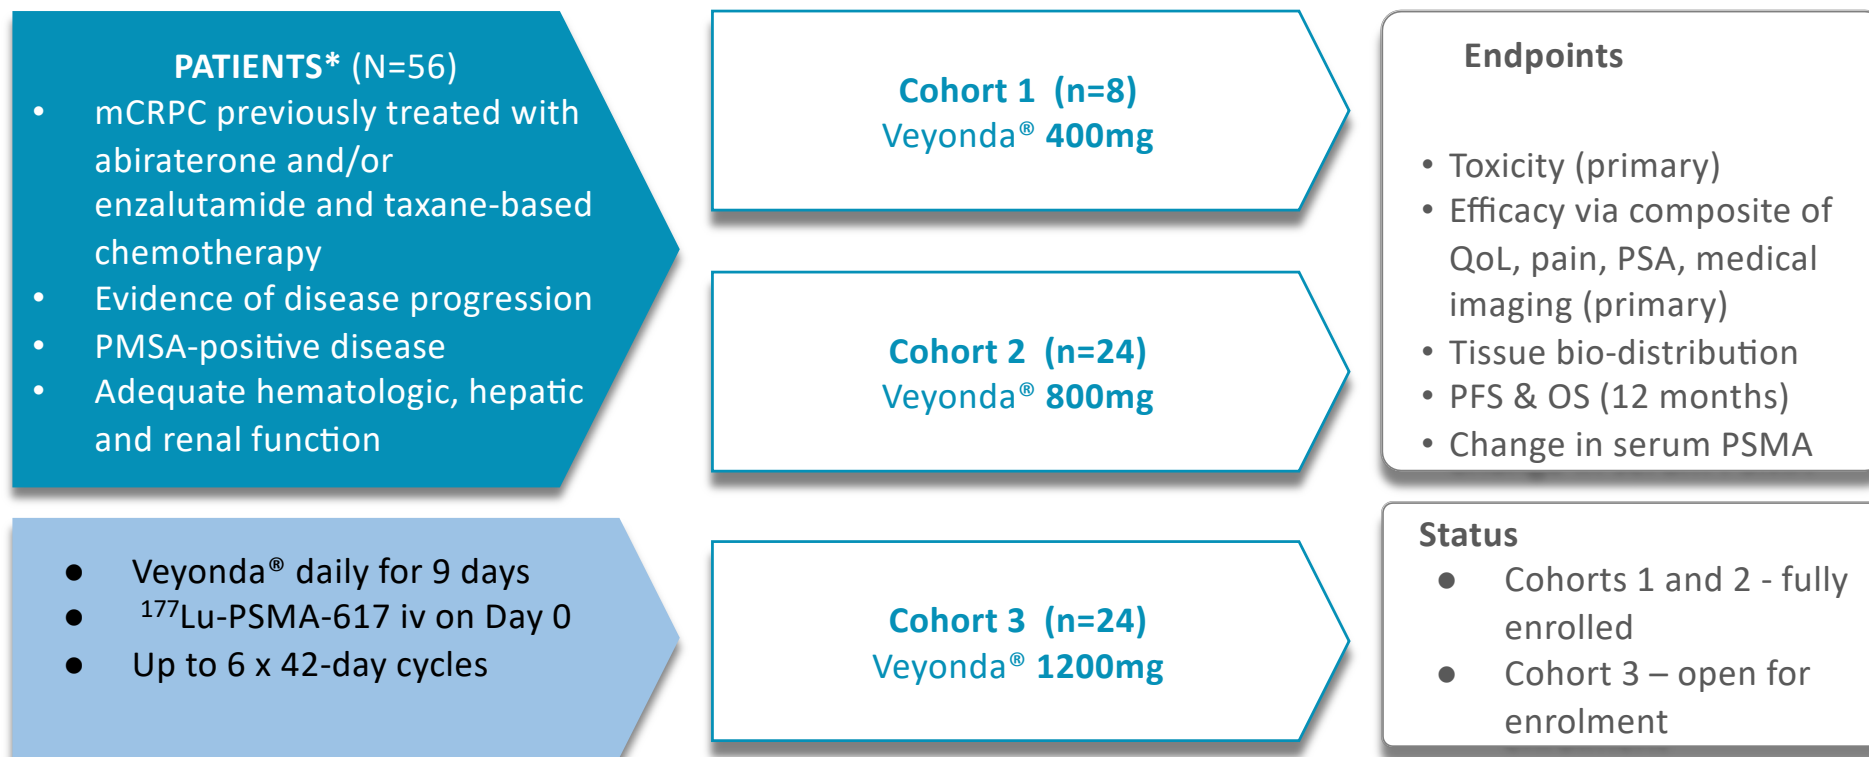 PATIENTS* (N=56)
• mCRPC previously treated with
abiraterone and/or
enzalutamide and taxane-based
chemotherapy
• Evidence of disease progression
• PMSA-positive disease
• Adequate hematologic, hepatic
and renal function
● Veyonda® daily for 9 days
● ¹⁷⁷Lu-PSMA-617 iv on Day 0
● Up to 6 x 42-day cycles
Cohort 1 (n=8)
Veyonda® 400mg
Cohort 2 (n=24)
Veyonda® 800mg
Cohort 3 (n=24)
Veyonda® 1200mg
Endpoints
• Toxicity (primary)
• Efficacy via composite of
QoL, pain, PSA, medical
imaging (primary)
• Tissue bio-distribution
• PFS & OS (12 months)
• Change in serum PSMA
Status
● Cohorts 1 and 2 - fully
enrolled
● Cohort 3 – open for
enrolment